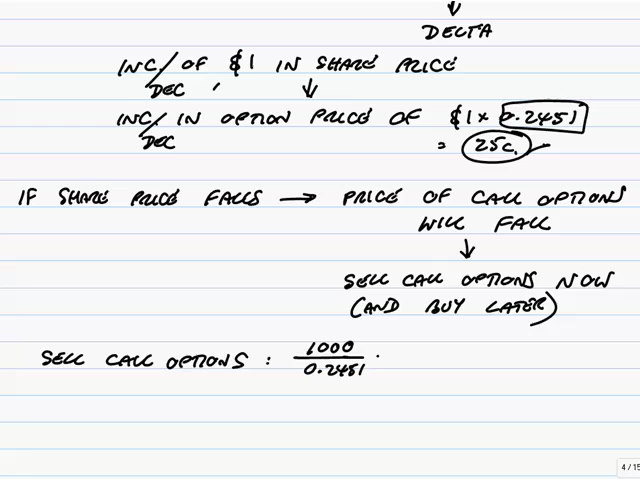 DELTA
INC/ OF $1 IN SHARE PRICE
DEC
INC/ IN OPTION PRICE OF $1 × 0.2451
DEC = 25c.
IF SHARE PRICE FALLS → PRICE OF CALL OPTIONS
WILL FALL
SELL CALL OPTIONS NOW
(AND BUY LATER)
SELL CALL OPTIONS : 1000
0.2451
4 / 15